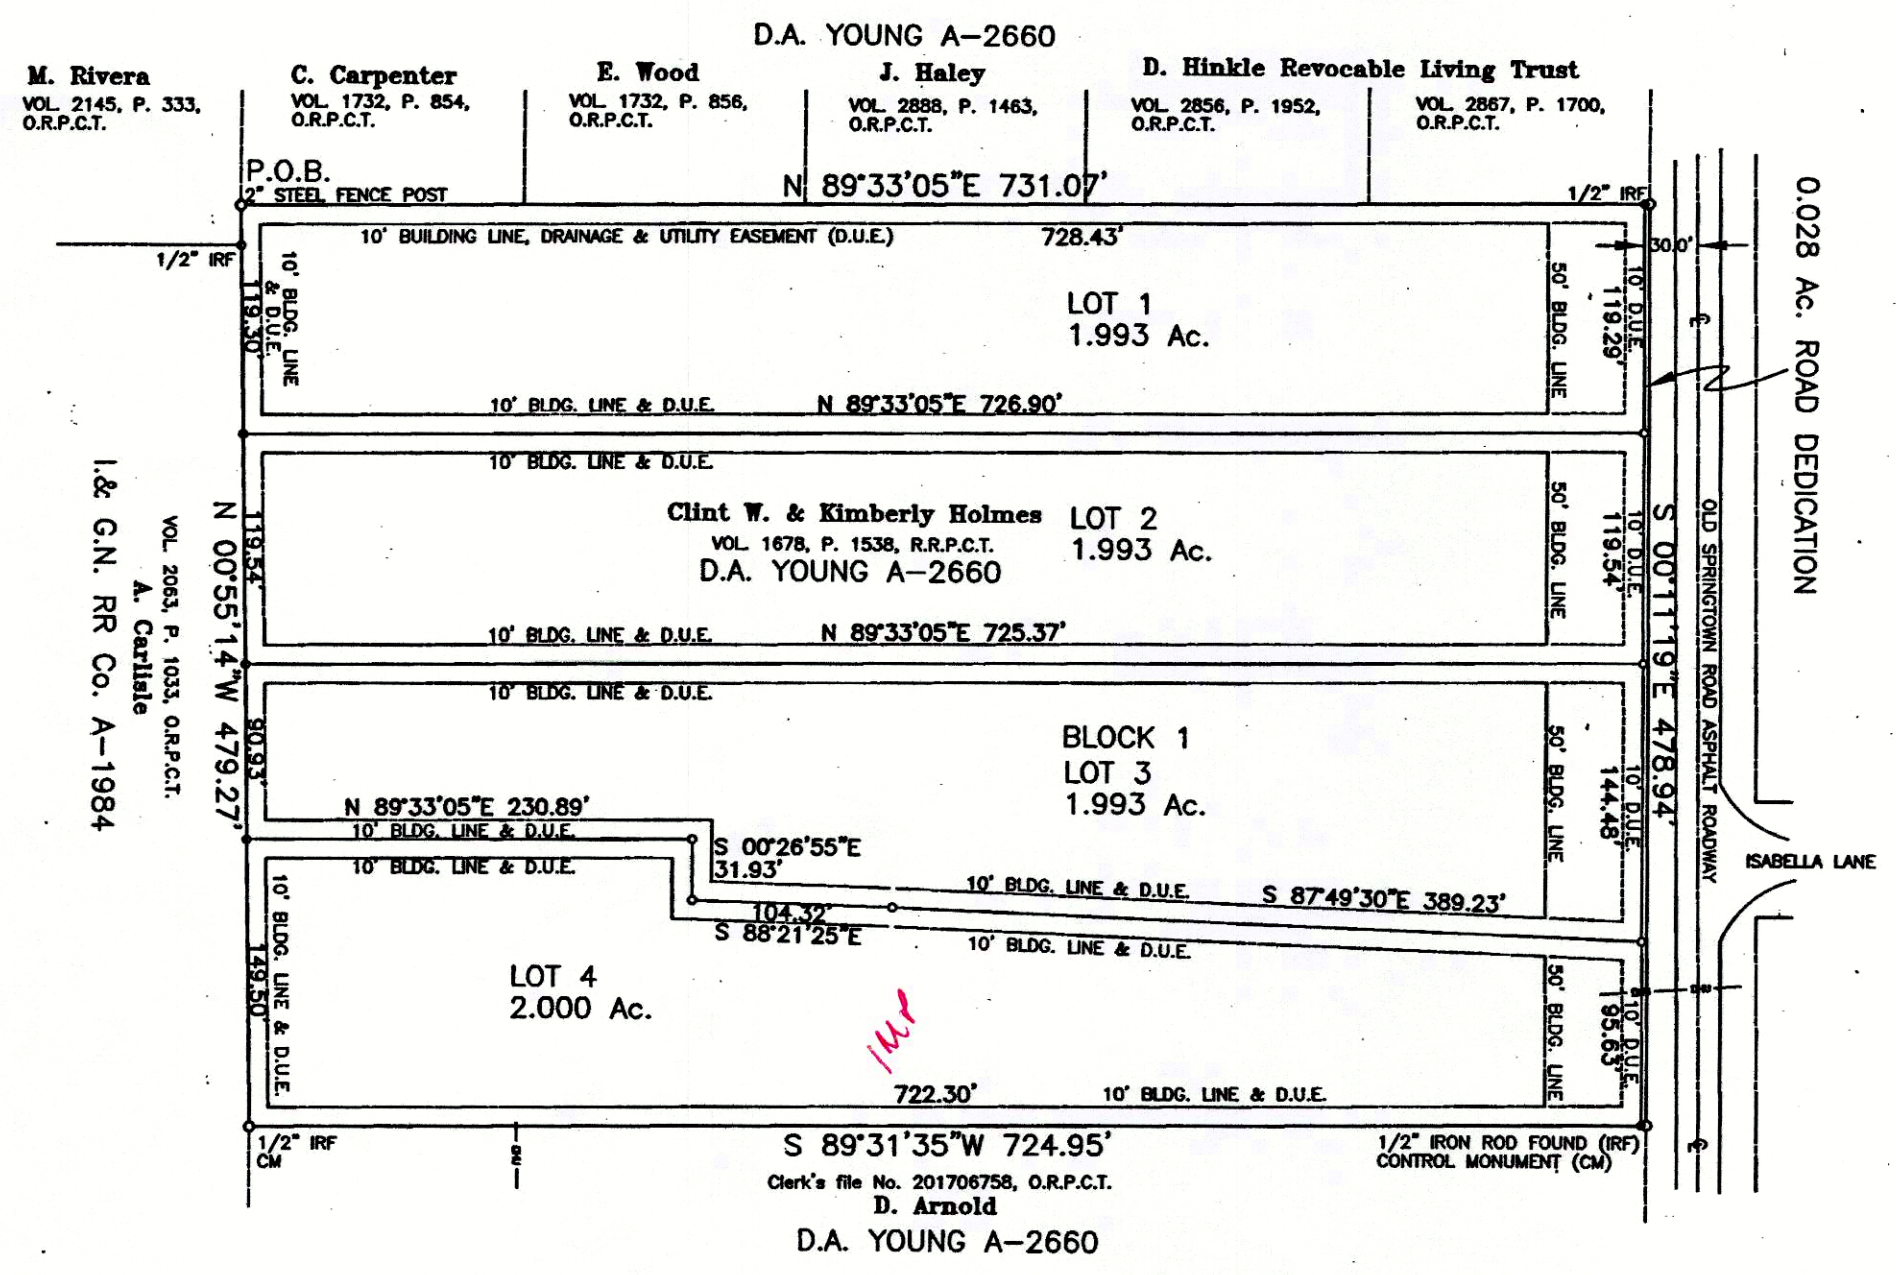 D.A. YOUNG A-2660
M. Rivera
VOL. 2145, P. 333,
O.R.P.C.T.
C. Carpenter
VOL. 1732, P. 854,
O.R.P.C.T.
E. Wood
VOL. 1732, P. 856,
O.R.P.C.T.
J. Haley
VOL. 2888, P. 1463,
O.R.P.C.T.
D. Hinkle Revocable Living Trust
VOL. 2856, P. 1952,
O.R.P.C.T.
VOL. 2867, P. 1700,
O.R.P.C.T.
P.O.B.
2" STEEL FENCE POST
N 89°33'05"E 731.07'
1/2" IRF
1/2" IRF
10' BUILDING LINE, DRAINAGE & UTILITY EASEMENT (D.U.E.)
728.43'
30.0'
10' BLDG. LINE
& D.U.E.
119.30'
LOT 1
1.993 Ac.
50' BLDG. LINE
10' D.U.E.
119.29'
0.028 Ac. ROAD DEDICATION
10' BLDG. LINE & D.U.E.
N 89°33'05"E 726.90'
10' BLDG. LINE & D.U.E.
Clint W. & Kimberly Holmes
VOL. 1678, P. 1538, R.R.P.C.T.
D.A. YOUNG A-2660
LOT 2
1.993 Ac.
119.54'
50' BLDG. LINE
10' D.U.E.
119.54'
10' BLDG. LINE & D.U.E.
N 89°33'05"E 725.37'
N 00°55'14"W 479.27'
VOL. 2063, P. 1033, O.R.P.C.T.
A. Carlisle
I.& G.N. RR Co. A-1984
S 00°11'19"E 478.94'
OLD SPRINGTOWN ROAD ASPHALT ROADWAY
10' BLDG. LINE & D.U.E.
90.93'
BLOCK 1
LOT 3
1.993 Ac.
50' BLDG. LINE
10' D.U.E.
144.48'
N 89°33'05"E 230.89'
10' BLDG. LINE & D.U.E.
10' BLDG. LINE & D.U.E.
S 00°26'55"E
31.93'
104.32'
S 88°21'25"E
10' BLDG. LINE & D.U.E.
S 87°49'30"E 389.23'
10' BLDG. LINE & D.U.E.
ISABELLA LANE
10' BLDG. LINE & D.U.E.
149.50'
LOT 4
2.000 Ac.
50' BLDG. LINE
10' D.U.E.
95.63'
722.30'
10' BLDG. LINE & D.U.E.
1/2" IRF
CM
S 89°31'35"W 724.95'
1/2" IRON ROD FOUND (IRF)
CONTROL MONUMENT (CM)
Clerk's file No. 201706758, O.R.P.C.T.
D. Arnold
D.A. YOUNG A-2660